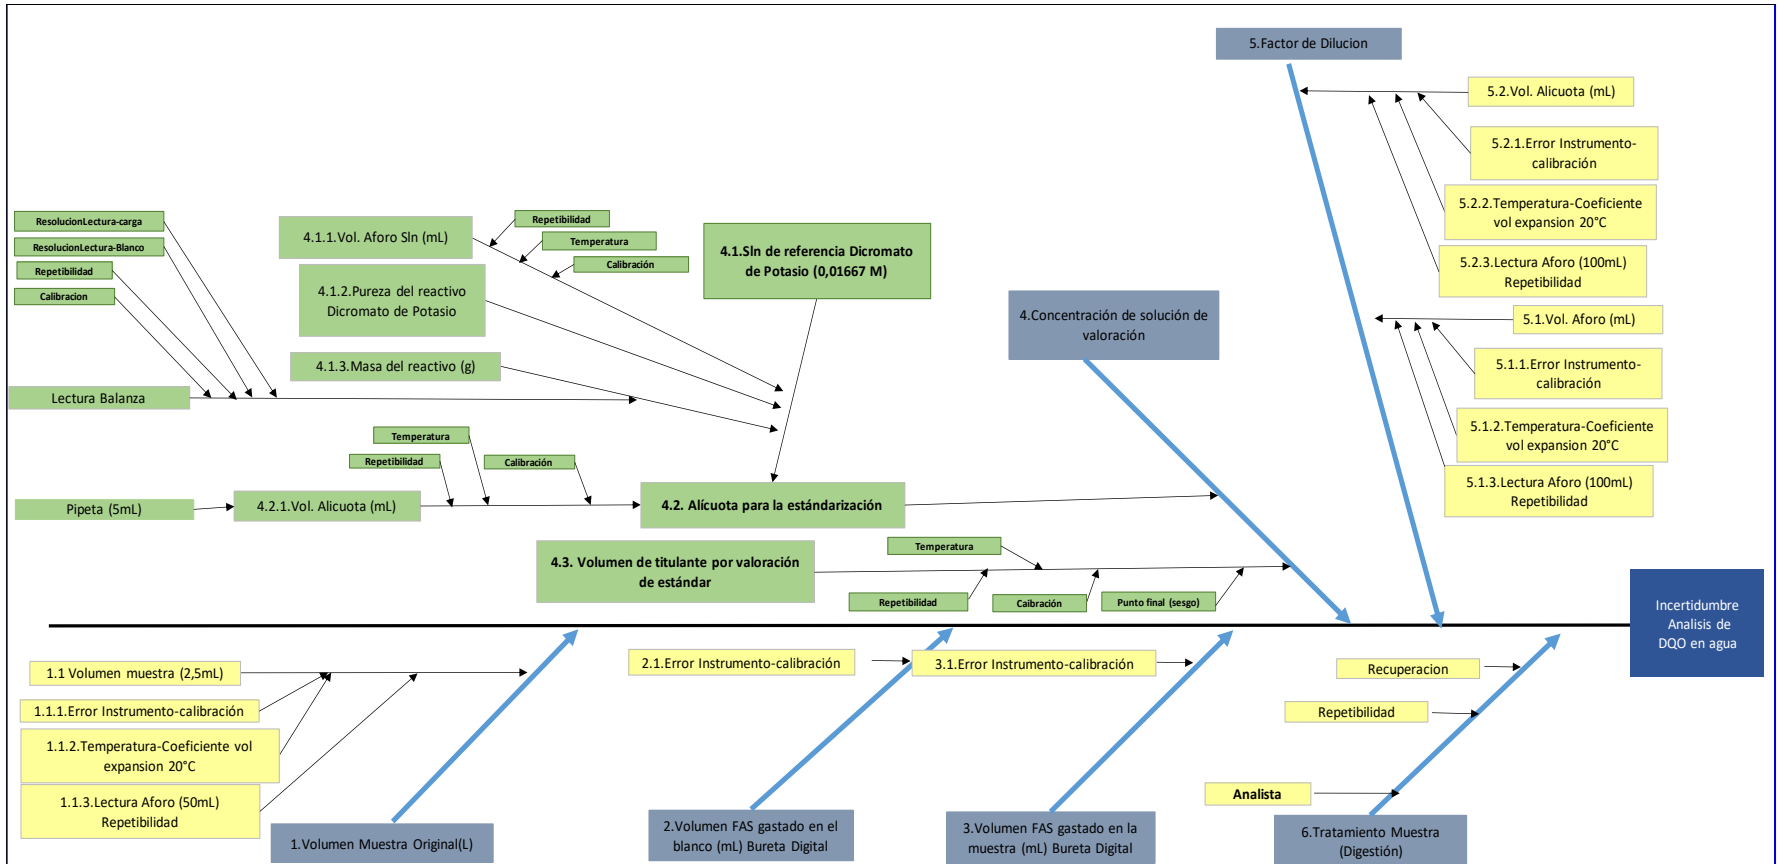 5.Factor de Dilucion
5.2.Vol. Alicuota (mL)
5.2.1.Error Instrumento-
calibración
5.2.2.Temperatura-Coeficiente
vol expansion 20°C
5.2.3.Lectura Aforo (100mL)
Repetibilidad
5.1.Vol. Aforo (mL)
5.1.1.Error Instrumento-
calibración
5.1.2.Temperatura-Coeficiente
vol expansion 20°C
5.1.3.Lectura Aforo (100mL)
Repetibilidad
ResolucionLectura-carga
ResolucionLectura-Blanco
Repetibilidad
Calibracion
Lectura Balanza
4.1.1.Vol. Aforo Sln (mL)
Repetibilidad
Temperatura
Calibración
4.1.2.Pureza del reactivo
Dicromato de Potasio
4.1.3.Masa del reactivo (g)
4.1.Sln de referencia Dicromato
de Potasio (0,01667 M)
4.Concentración de solución de
valoración
Temperatura
Repetibilidad
Calibración
Pipeta (5mL)
4.2.1.Vol. Alicuota (mL)
4.2. Alícuota para la estándarización
4.3. Volumen de titulante por valoración
de estándar
Temperatura
Repetibilidad
Caibración
Punto final (sesgo)
Incertidumbre
Analisis de
DQO en agua
1.1 Volumen muestra (2,5mL)
1.1.1.Error Instrumento-calibración
1.1.2.Temperatura-Coeficiente vol
expansion 20°C
1.1.3.Lectura Aforo (50mL)
Repetibilidad
1.Volumen Muestra Original(L)
2.1.Error Instrumento-calibración
2.Volumen FAS gastado en el
blanco (mL) Bureta Digital
3.1.Error Instrumento-calibración
3.Volumen FAS gastado en la
muestra (mL) Bureta Digital
Recuperacion
Repetibilidad
Analista
6.Tratamiento Muestra
(Digestión)